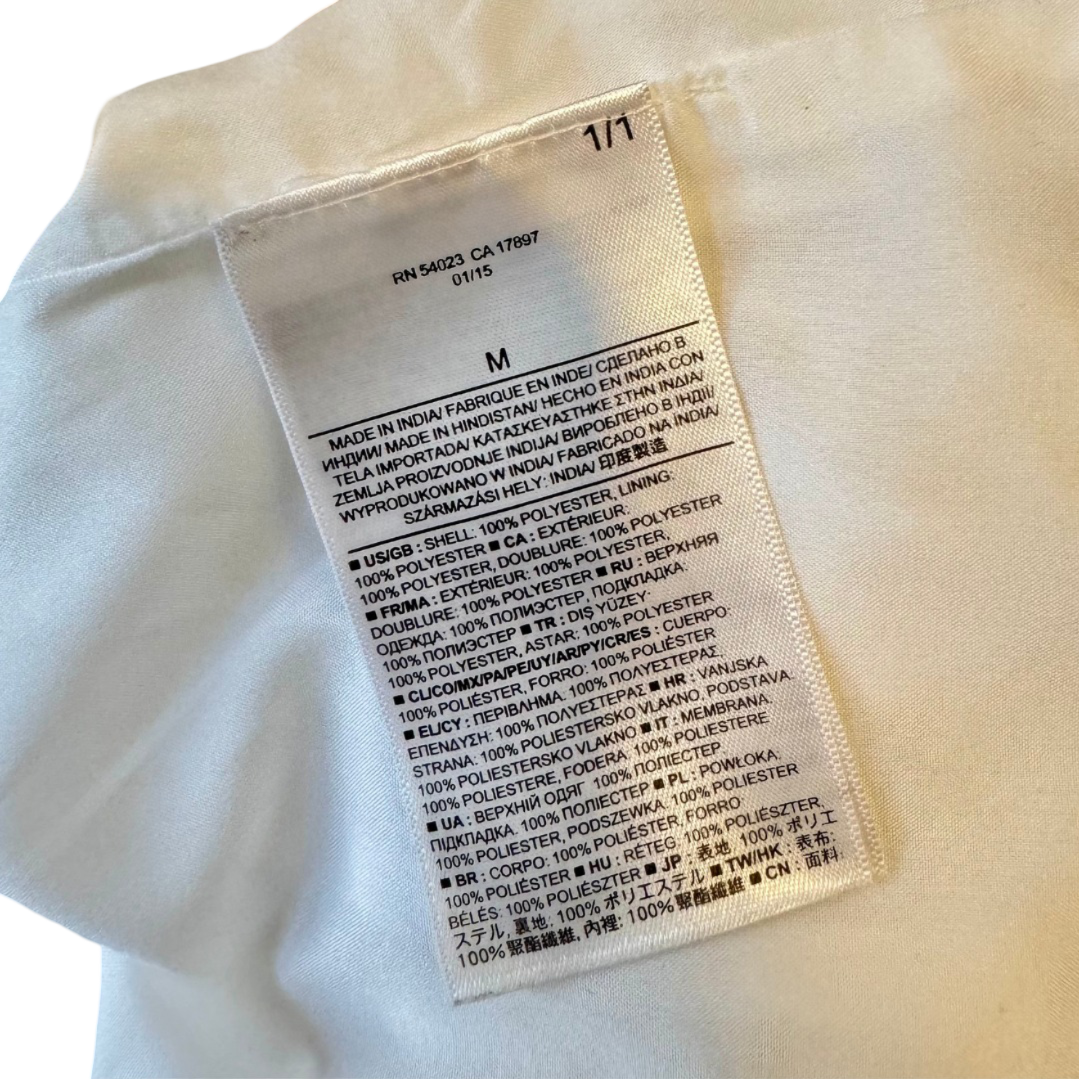 1/1
RN 54023 CA 17897
01/15
M
MADE IN INDIA/ FABRIQUE EN INDE/ СДЕЛАНО В
ИНДИИ/ MADE IN HINDISTAN/ HECHO EN INDIA CON
TELA IMPORTADA/ ΚΑΤΑΣΚΕΥΑΣΤΗΚΕ ΣΤΗΝ ΙΝΔΙΑ/
ZEMLJA PROIZVODNJE INDIJA/ ВИРОБЛЕНО В ІНДІЇ/
WYPRODUKOWANO W INDIA/ FABRICADO NA INDIA/
SZÁRMAZÁSI HELY: INDIA/ 印度製造
■ US/GB : SHELL: 100% POLYESTER, LINING:
100% POLYESTER ■ CA : EXTÉRIEUR:
100% POLYESTER, DOUBLURE: 100% POLYESTER
■ FR/MA : EXTÉRIEUR: 100% POLYESTER,
DOUBLURE: 100% POLYESTER ■ RU : ВЕРХНЯЯ
ОДЕЖДА: 100% ПОЛИЭСТЕР, ПОДКЛАДКА:
100% ПОЛИЭСТЕР ■ TR : DIŞ YÜZEY:
100% POLYESTER, ASTAR: 100% POLYESTER
■ CL/CO/MX/PA/PE/UY/AR/PY/CR/ES : CUERPO:
100% POLIÉSTER, FORRO: 100% POLIÉSTER
■ EL/CY : ΠΕΡΙΒΛΗΜΑ: 100% ΠΟΛΥΕΣΤΕΡΑΣ,
ΕΠΕΝΔΥΣΗ: 100% ΠΟΛΥΕΣΤΕΡΑΣ ■ HR : VANJSKA
STRANA: 100% POLIESTERSKO VLAKNO, PODSTAVA:
100% POLIESTERSKO VLAKNO ■ IT : MEMBRANA:
100% POLIESTERE, FODERA: 100% POLIESTERE
■ UA : ВЕРХНІЙ ОДЯГ: 100% ПОЛІЕСТЕР,
ПІДКЛАДКА: 100% ПОЛІЕСТЕР ■ PL : POWŁOKA:
100% POLIESTER, PODSZEWKA: 100% POLIESTER
■ BR : CORPO: 100% POLIÉSTER, FORRO:
100% POLIÉSTER ■ HU : RÉTEG: 100% POLIÉSZTER,
BÉLÉS: 100% POLIÉSZTER ■ JP : 表地: 100% ポリエ
ステル, 裏地: 100% ポリエステル ■ TW/HK : 表布:
100% 聚酯纖維, 內裡: 100% 聚酯纖維 ■ CN : 面料: